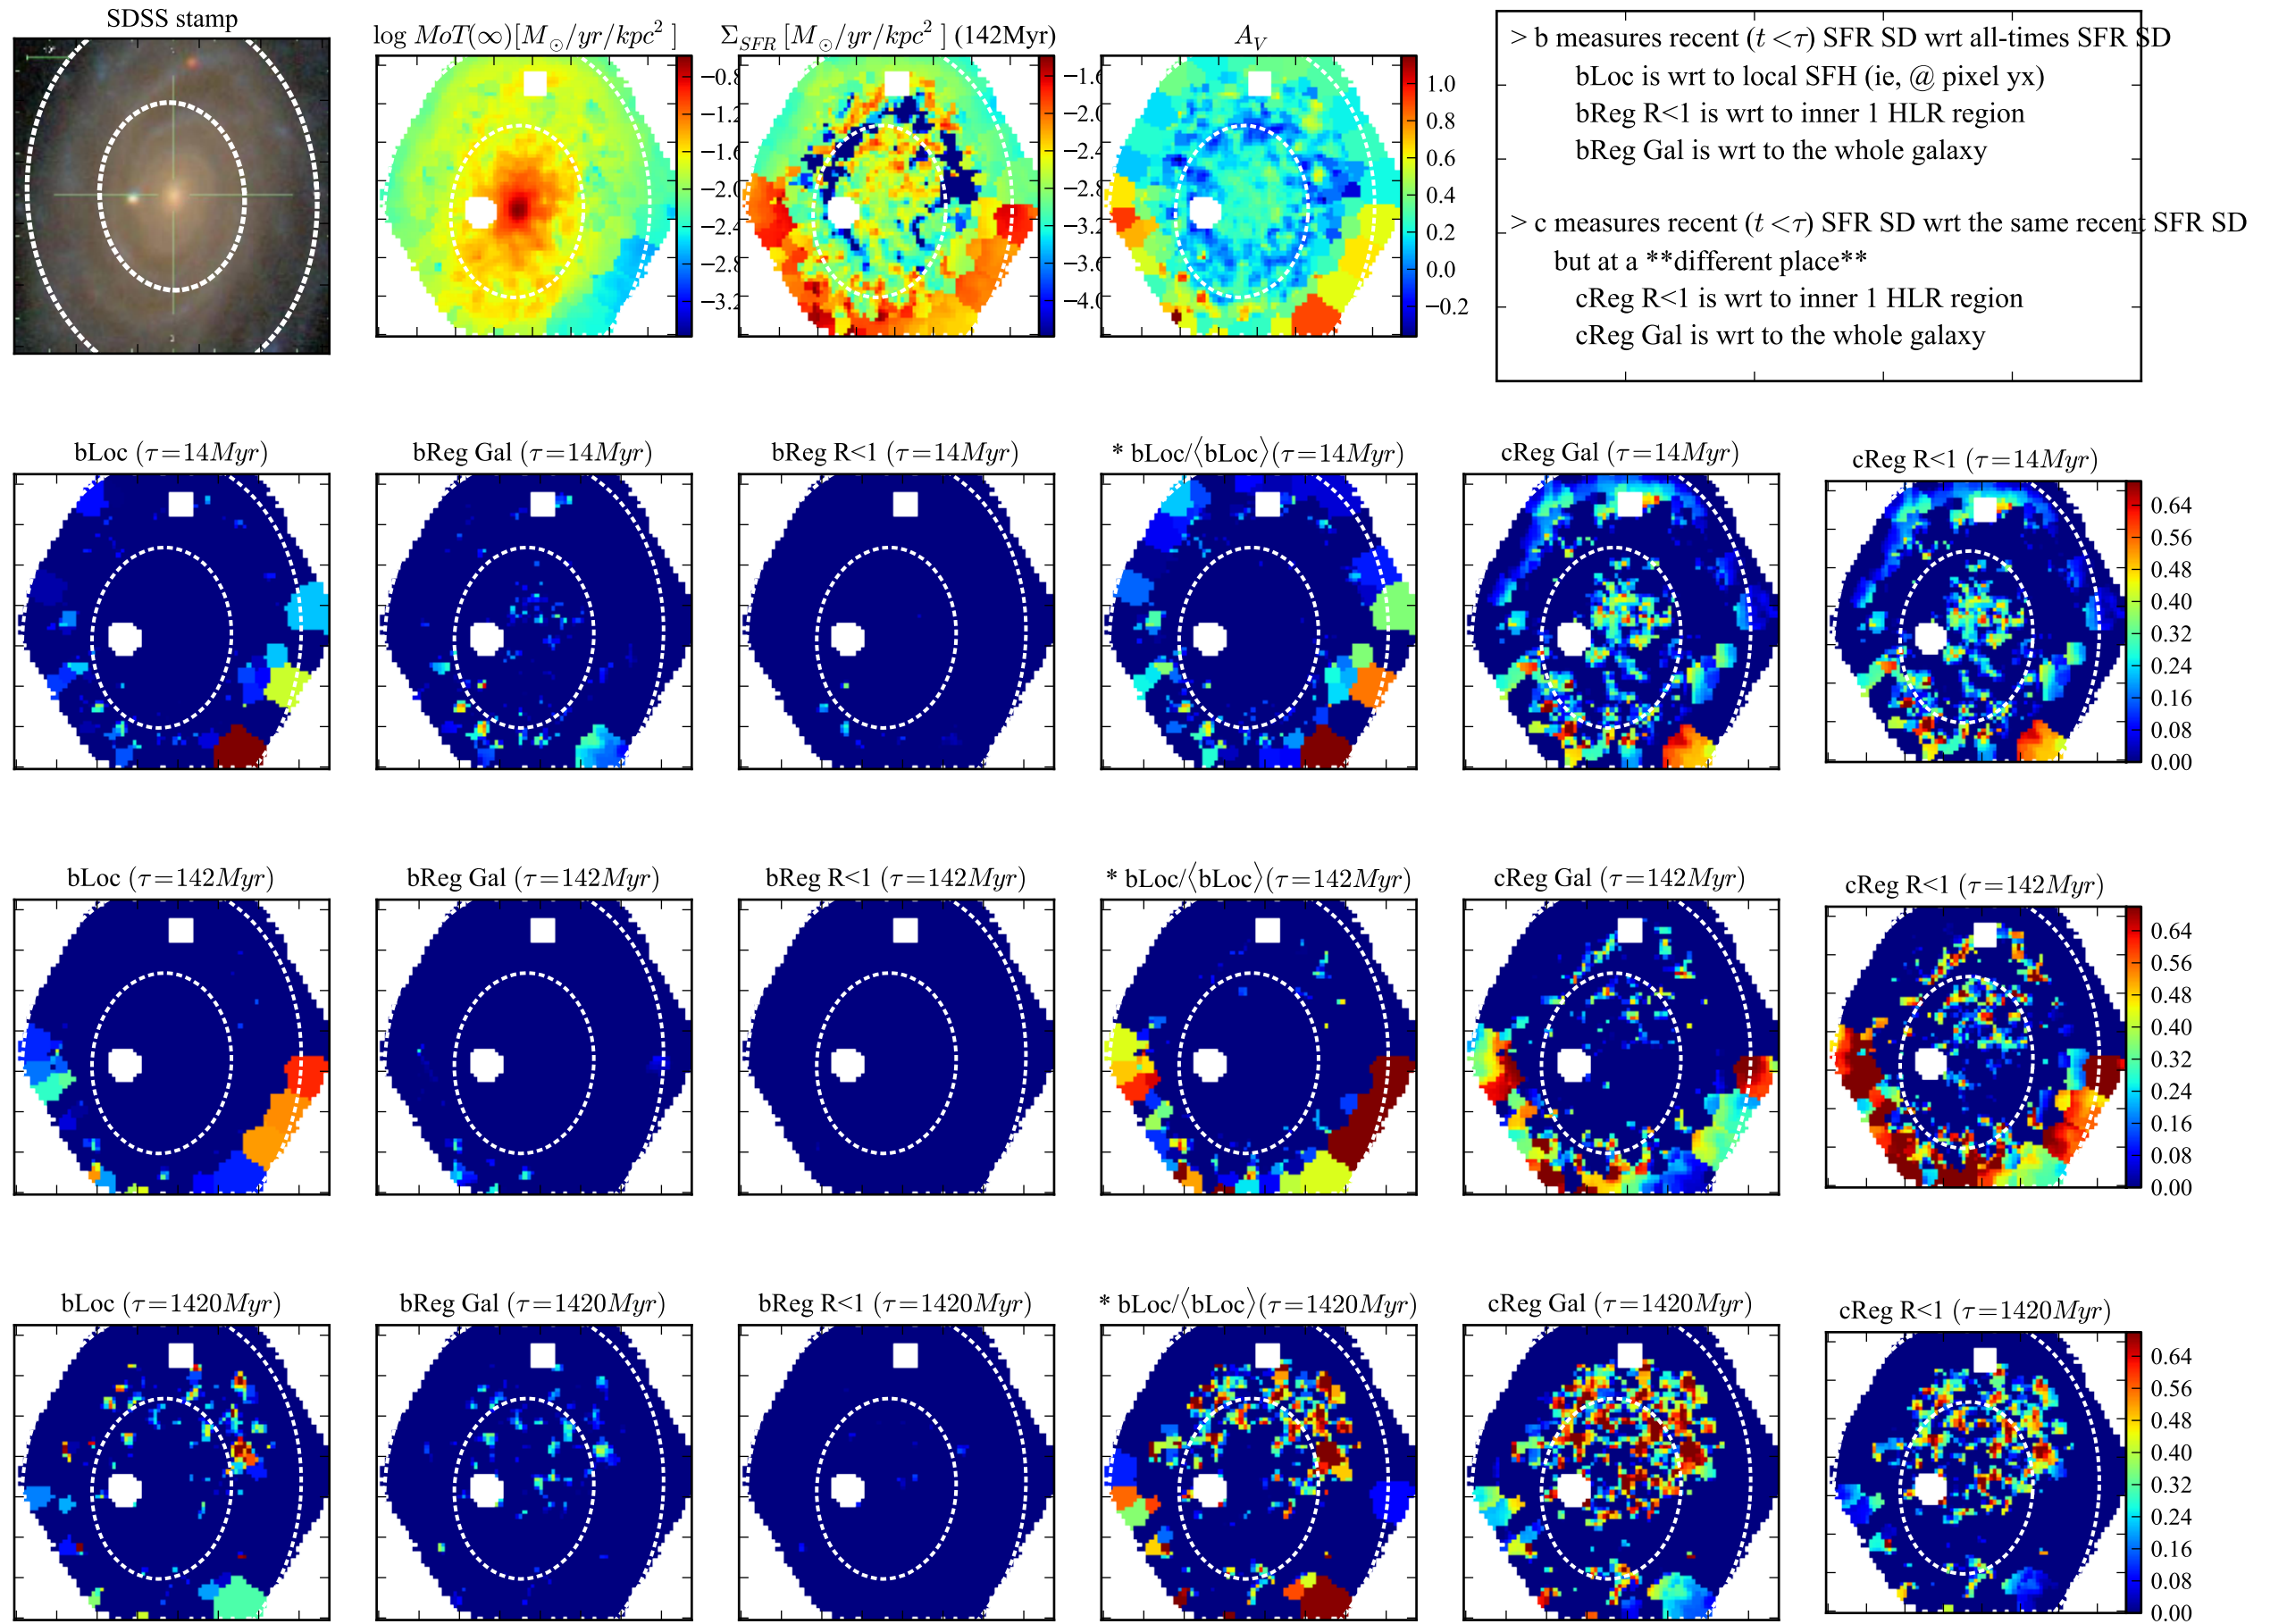 SDSS stamp
log MoT(∞)[M⊙/yr/kpc² ]
Σ_SFR [M⊙/yr/kpc² ] (142Myr)
A_V
−0.8
−1.2
−1.6
−2.0
−2.4
−2.8
−3.2
−1.6
−2.0
−2.4
−2.8
−3.2
−3.6
−4.0
1.0
0.8
0.6
0.4
0.2
0.0
−0.2
> b measures recent (t <τ) SFR SD wrt all-times SFR SD
bLoc is wrt to local SFH (ie, @ pixel yx)
bReg R<1 is wrt to inner 1 HLR region
bReg Gal is wrt to the whole galaxy
> c measures recent (t <τ) SFR SD wrt the same recent SFR SD
but at a **different place**
cReg R<1 is wrt to inner 1 HLR region
cReg Gal is wrt to the whole galaxy
bLoc (τ=14Myr)
bReg Gal (τ=14Myr)
bReg R<1 (τ=14Myr)
* bLoc/⟨bLoc⟩(τ=14Myr)
cReg Gal (τ=14Myr)
cReg R<1 (τ=14Myr)
0.64
0.56
0.48
0.40
0.32
0.24
0.16
0.08
0.00
bLoc (τ=142Myr)
bReg Gal (τ=142Myr)
bReg R<1 (τ=142Myr)
* bLoc/⟨bLoc⟩(τ=142Myr)
cReg Gal (τ=142Myr)
cReg R<1 (τ=142Myr)
0.64
0.56
0.48
0.40
0.32
0.24
0.16
0.08
0.00
bLoc (τ=1420Myr)
bReg Gal (τ=1420Myr)
bReg R<1 (τ=1420Myr)
* bLoc/⟨bLoc⟩(τ=1420Myr)
cReg Gal (τ=1420Myr)
cReg R<1 (τ=1420Myr)
0.64
0.56
0.48
0.40
0.32
0.24
0.16
0.08
0.00